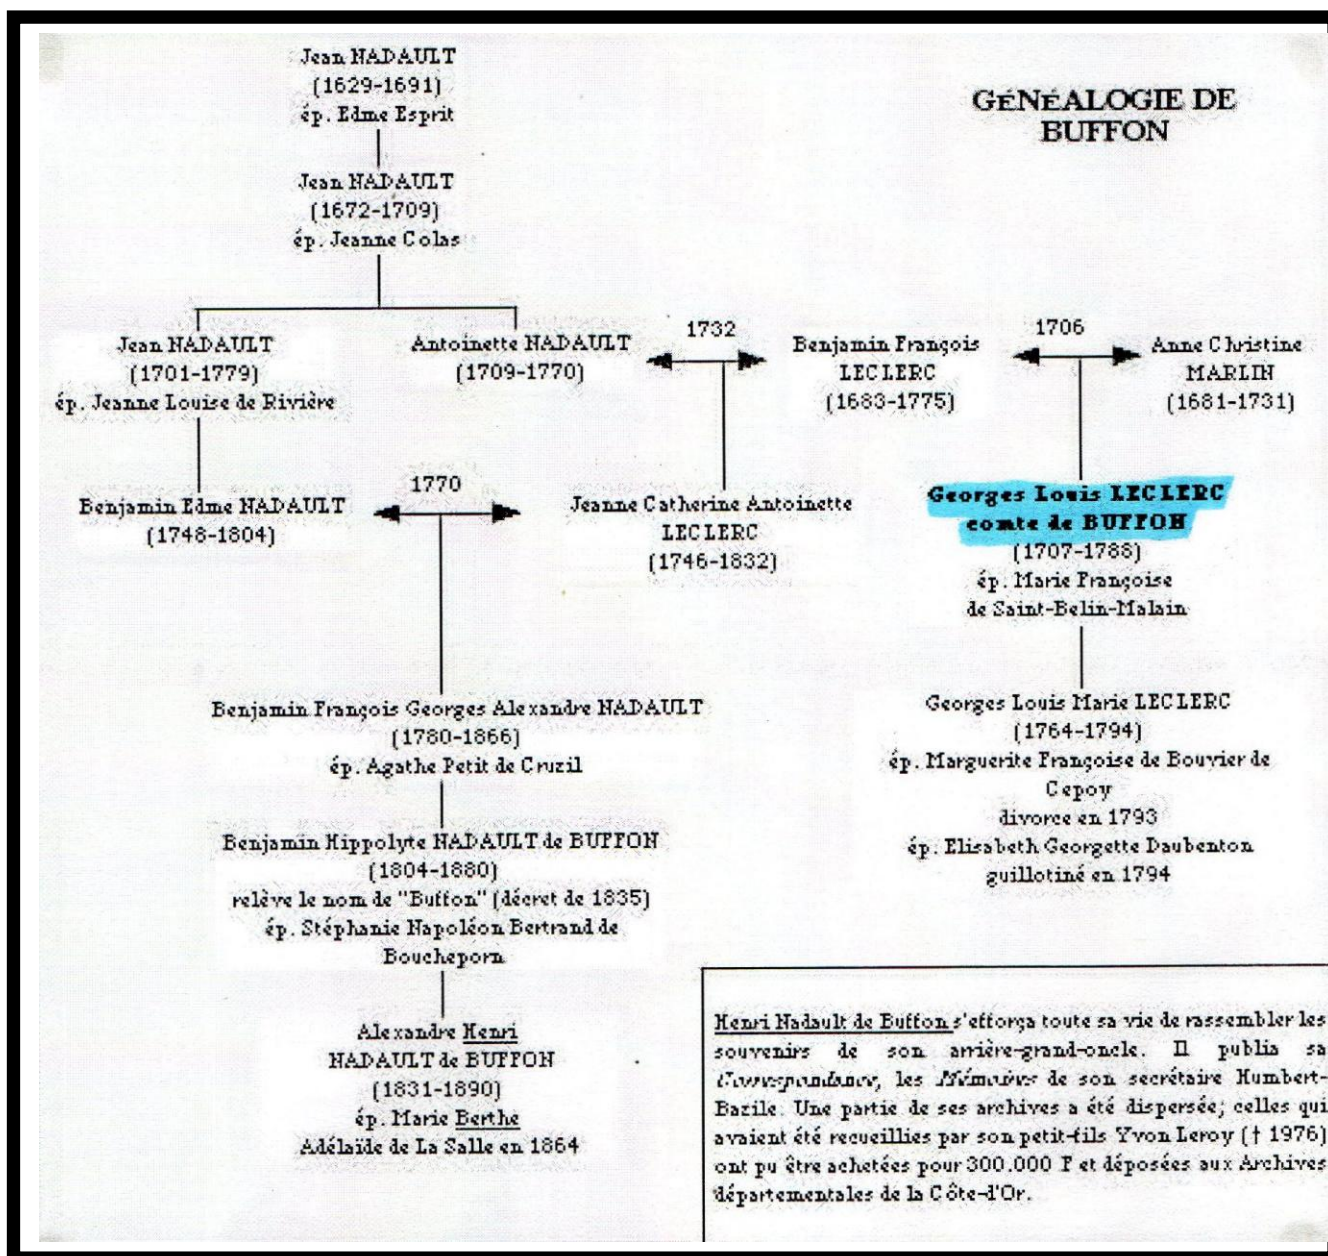 GÉNÉALOGIE DE
BUFFON
Jean NADAULT
(1629-1691)
ép. Edme Esprit
Jean NADAULT
(1672-1709)
ép. Jeanne Colas
Jean NADAULT
(1701-1779)
ép. Jeanne Louise de Rivière
Antoinette NADAULT
(1709-1770)
1732
Benjamin François
LECLERC
(1683-1775)
1706
Anne Christine
MARLIN
(1681-1731)
Benjamin Edme NADAULT
(1748-1804)
1770
Jeanne Catherine Antoinette
LECLERC
(1746-1832)
Georges Louis LECLERC
comte de BUFFON
(1707-1788)
ép. Marie Françoise
de Saint-Belin-Malain
Benjamin François Georges Alexandre NADAULT
(1780-1866)
ép. Agathe Petit de Cruzil
Georges Louis Marie LECLERC
(1764-1794)
ép. Marguerite Françoise de Bouvier de
Cepoy
divorce en 1793
ép. Elisabeth Georgette Daubenton
guillotiné en 1794
Benjamin Hippolyte NADAULT de BUFFON
(1804-1880)
relève le nom de "Buffon" (décret de 1835)
ép. Stéphanie Napoléon Bertrand de
Boucheporn
Alexandre Henri
NADAULT de BUFFON
(1831-1890)
ép. Marie Berthe
Adélaïde de La Salle en 1864
Henri Nadault de Buffon s'efforça toute sa vie de rassembler les
souvenirs de son arrière-grand-oncle. Il publia sa
Correspondance, les Mémoires de son secrétaire Humbert-
Bazile. Une partie de ses archives a été dispersée; celles qui
avaient été recueillies par son petit-fils Yvon Leroy († 1976)
ont pu être achetées pour 300.000 F et déposées aux Archives
départementales de la Côte-d'Or.